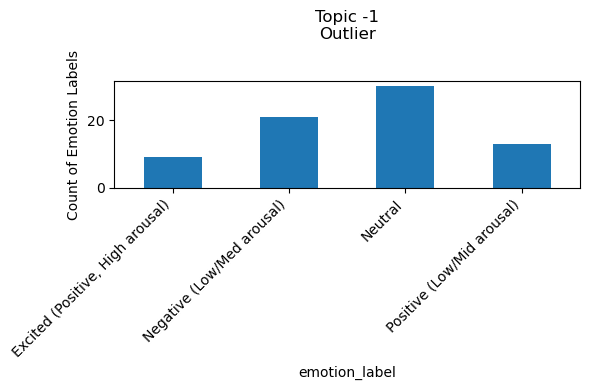 Topic -1
Outlier
Count of Emotion Labels
20
0
Excited (Positive, High arousal)
Negative (Low/Med arousal)
Neutral
Positive (Low/Mid arousal)
emotion_label